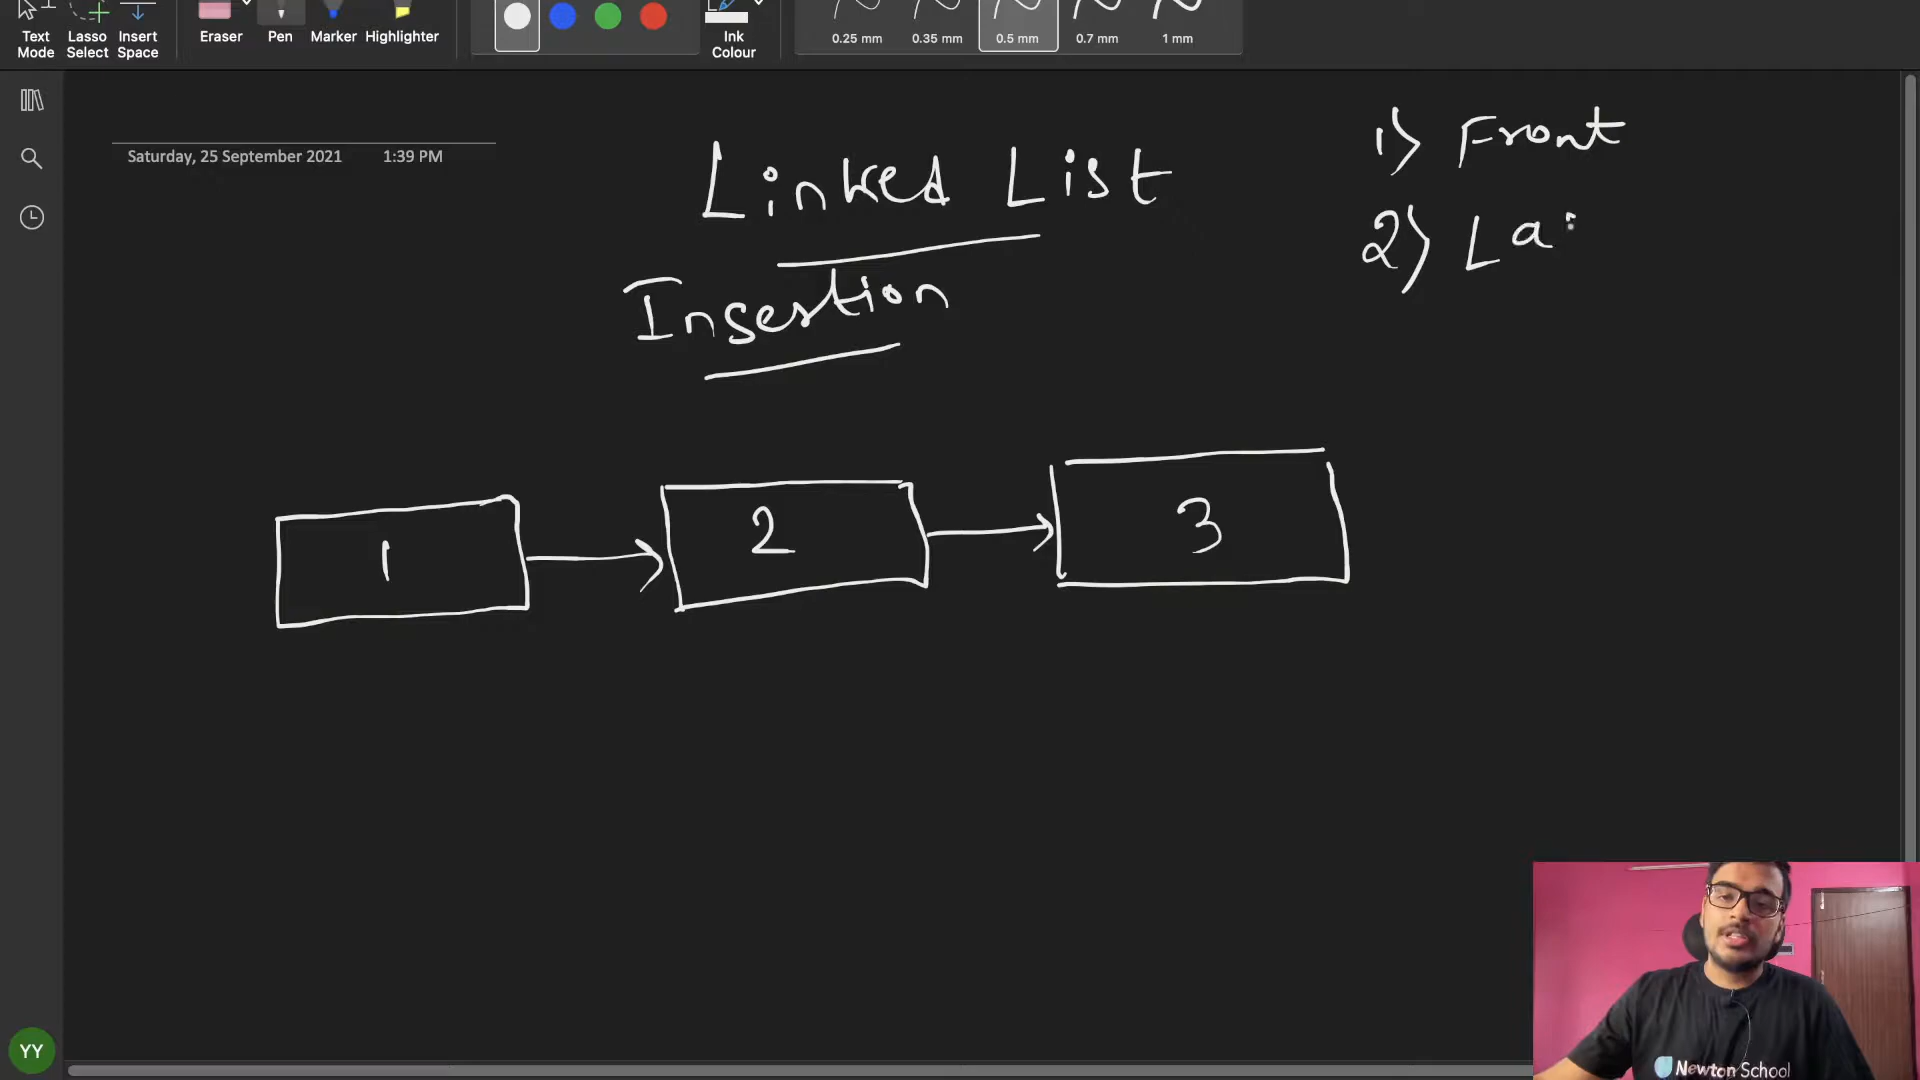 Text Mode
Lasso Select
Insert Space
Eraser
Pen
Marker
Highlighter
Ink Colour
0.25 mm
0.35 mm
0.5 mm
0.7 mm
1 mm
Saturday, 25 September 2021 1:39 PM
Linked List
Insertion
1) Front
2) La
1
2
3
YY
Newton School